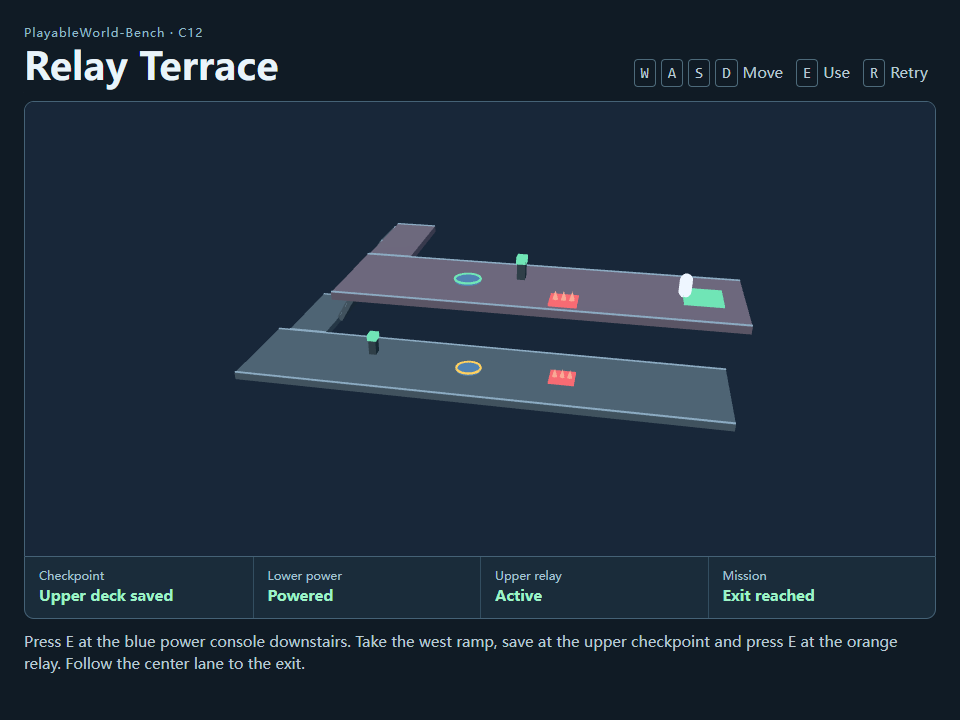 PlayableWorld-Bench · C12
Relay Terrace
W A S D Move E Use R Retry
Checkpoint
Upper deck saved
Lower power
Powered
Upper relay
Active
Mission
Exit reached
Press E at the blue power console downstairs. Take the west ramp, save at the upper checkpoint and press E at the orange
relay. Follow the center lane to the exit.